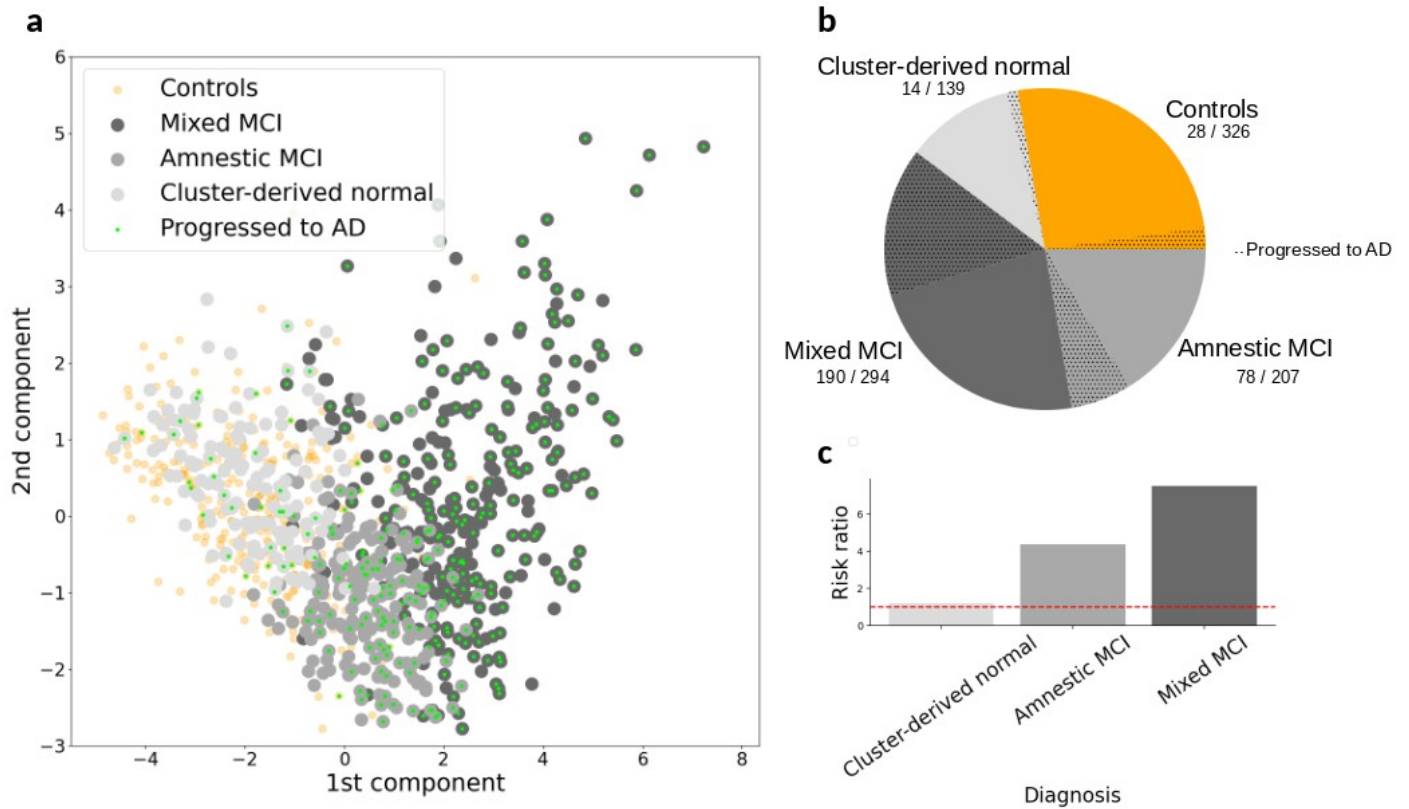 a
6
5
4
3
2
1
0
−1
−2
−3
2nd component
Controls
Mixed MCI
Amnestic MCI
Cluster-derived normal
Progressed to AD
−4
−2
0
2
4
6
8
1st component
b
Cluster-derived normal
14 / 139
Controls
28 / 326
Progressed to AD
Mixed MCI
190 / 294
Amnestic MCI
78 / 207
c
Risk ratio
6
4
2
0
Cluster-derived normal
Amnestic MCI
Mixed MCI
Diagnosis